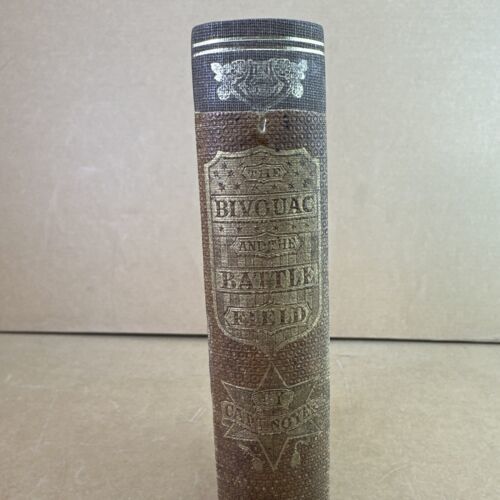 THE
BIVOUAC
AND THE
BATTLE
FIELD
BY
CAPT NOYES